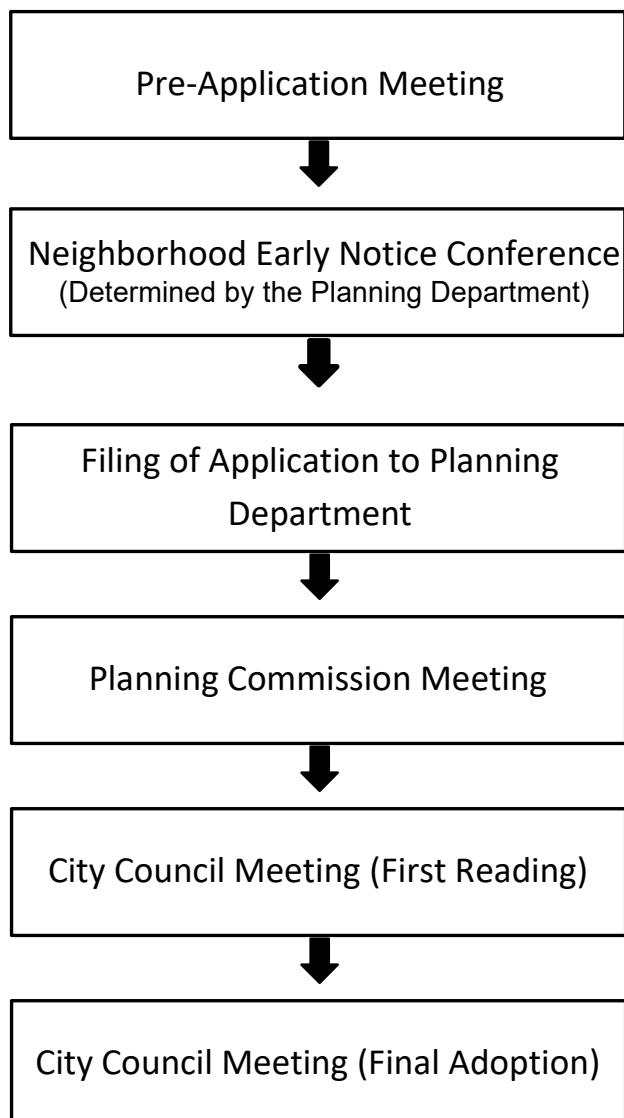 Pre-Application Meeting
Neighborhood Early Notice Conference
(Determined by the Planning Department)
Filing of Application to Planning
Department
Planning Commission Meeting
City Council Meeting (First Reading)
City Council Meeting (Final Adoption)